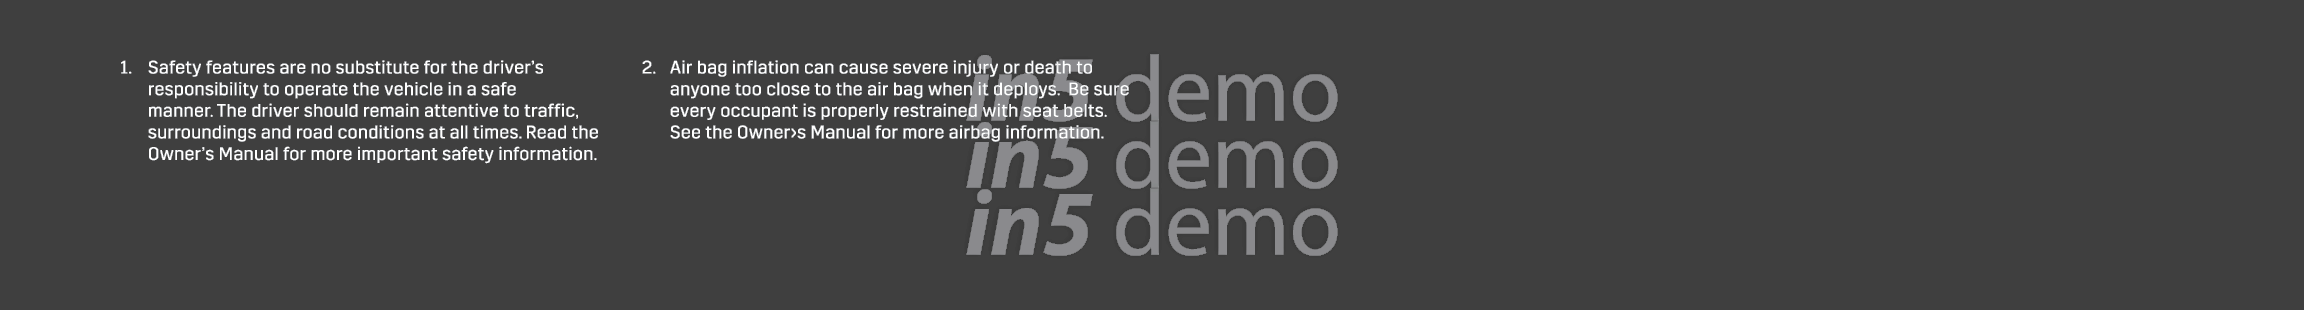 1. Safety features are no substitute for the driver’s
responsibility to operate the vehicle in a safe
manner. The driver should remain attentive to traffic,
surroundings and road conditions at all times. Read the
Owner’s Manual for more important safety information.
2. Air bag inflation can cause severe injury or death to
anyone too close to the air bag when it deploys. Be sure
every occupant is properly restrained with seat belts.
See the Owner›s Manual for more airbag information.
in5 demo
in5 demo
in5 demo